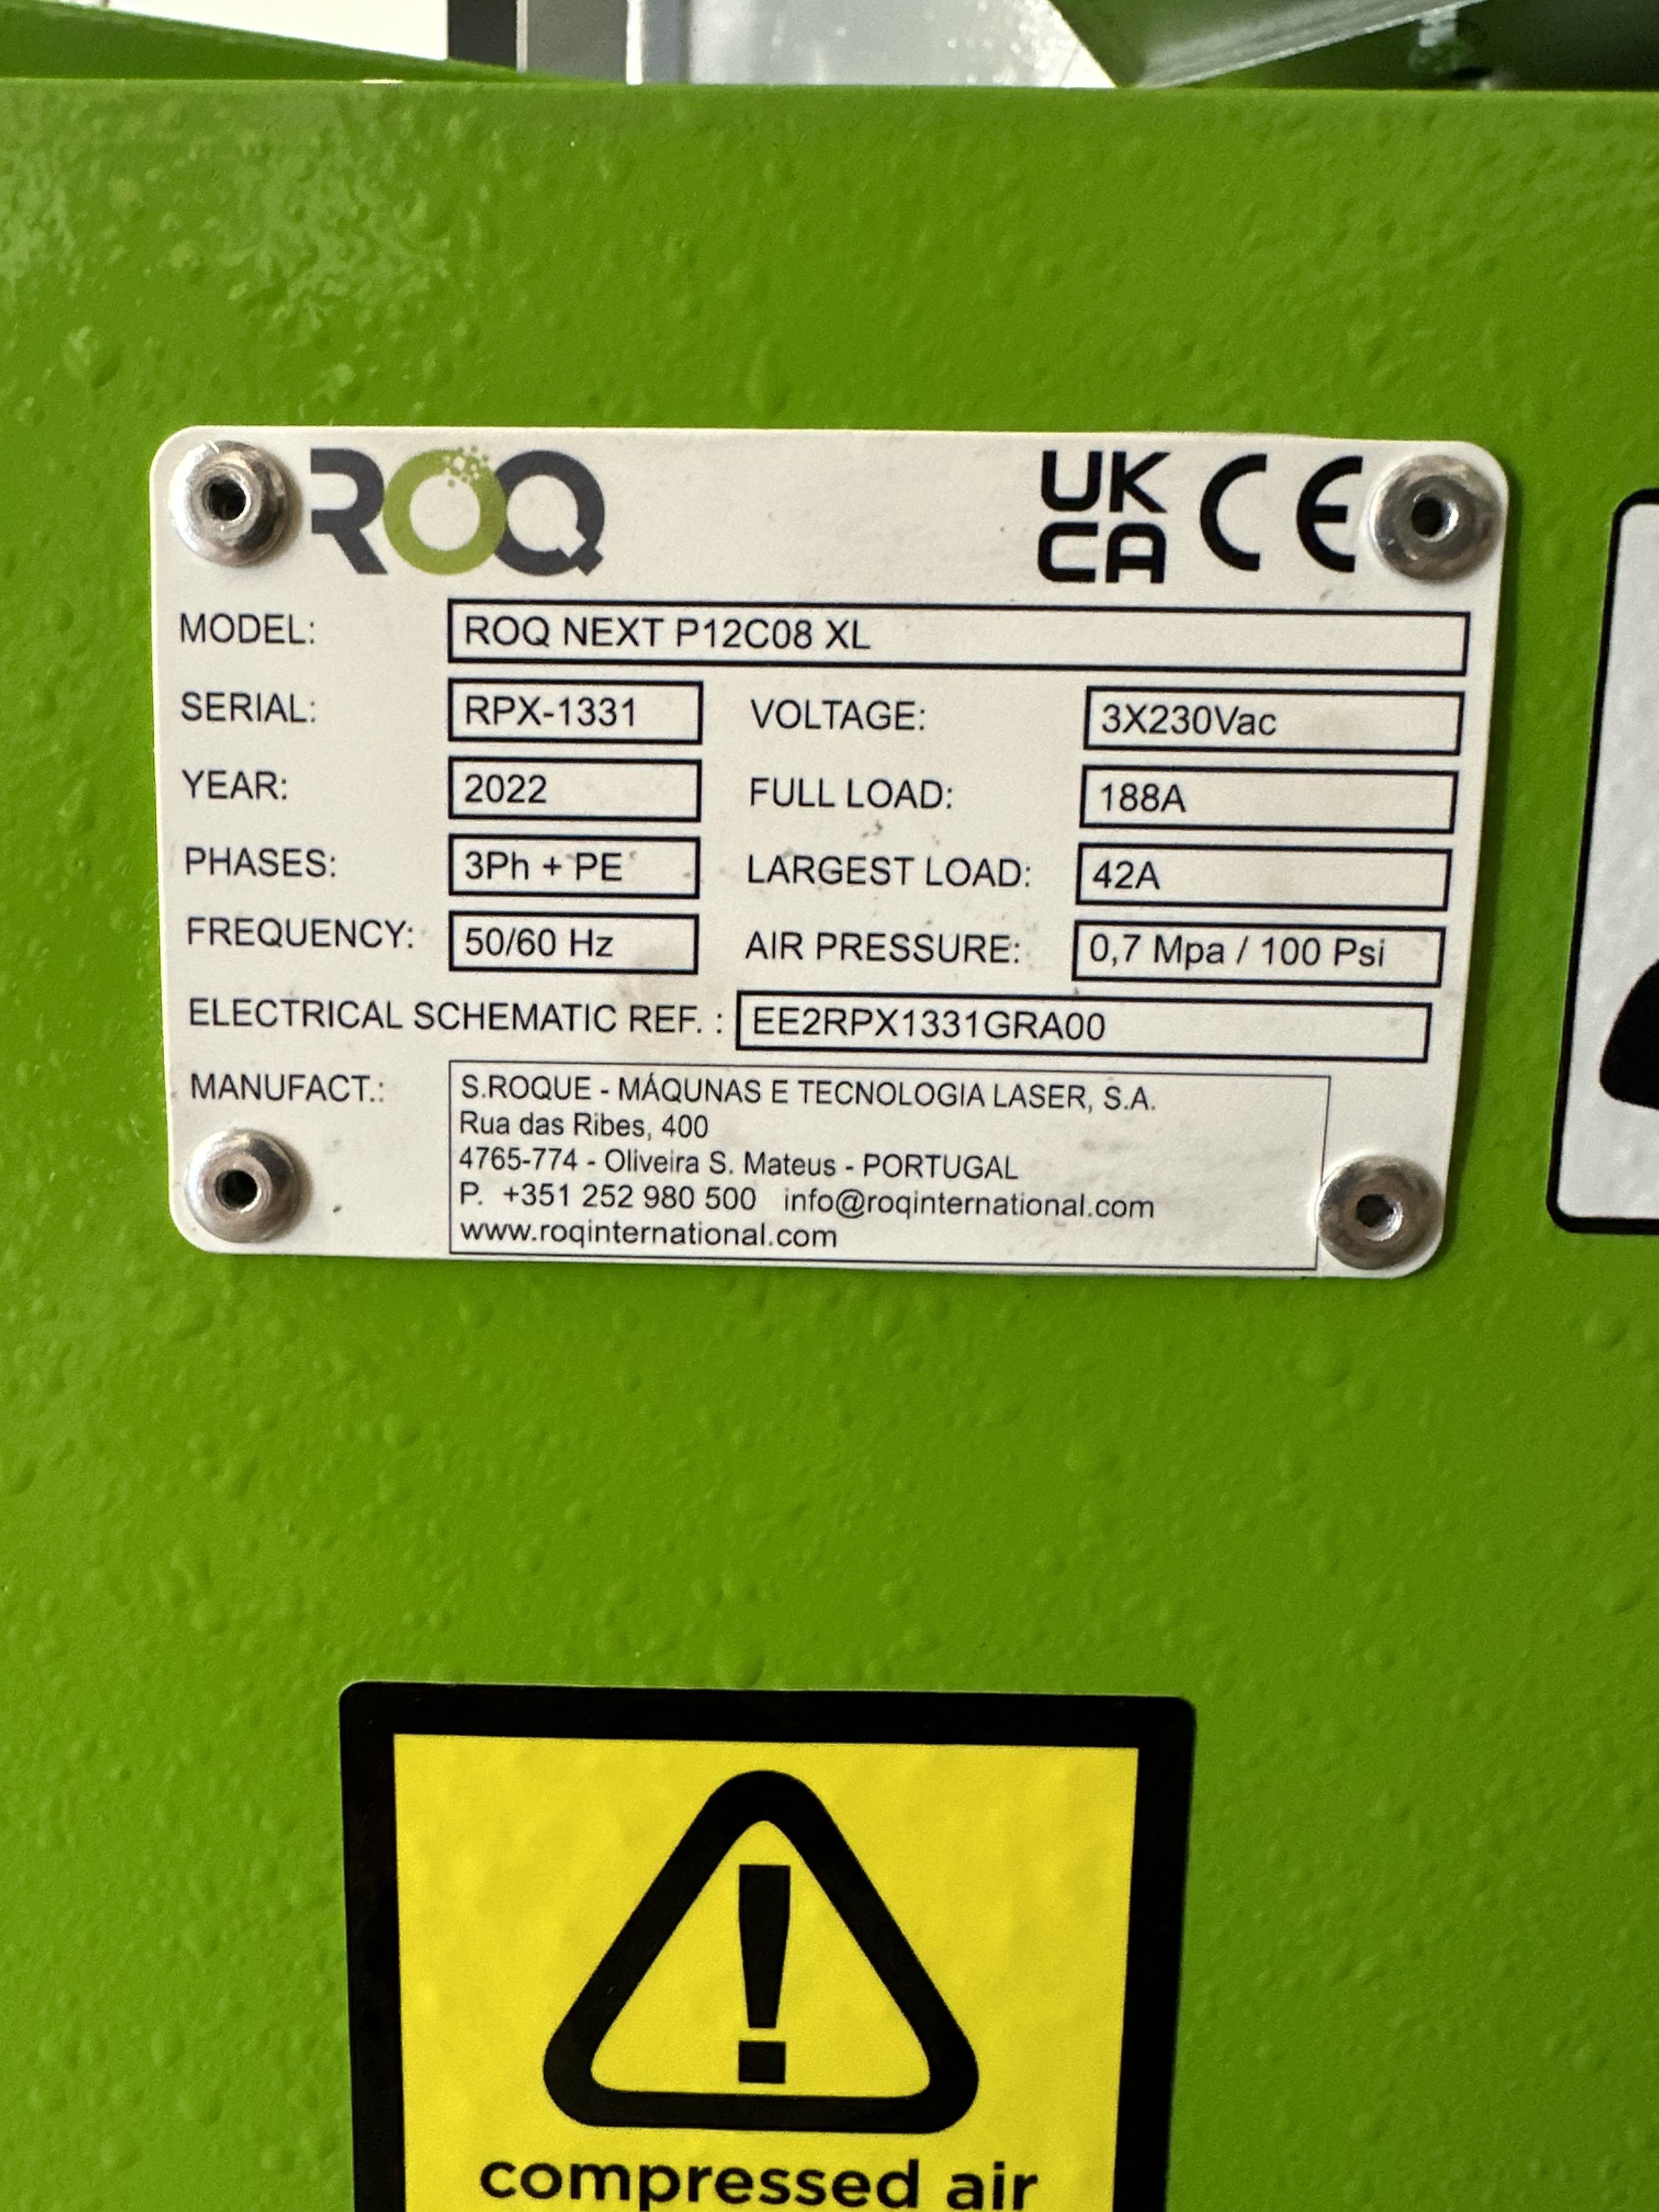 ROQ
UK
CA CE
MODEL: ROQ NEXT P12C08 XL
SERIAL: RPX-1331 VOLTAGE: 3X230Vac
YEAR: 2022 FULL LOAD: 188A
PHASES: 3Ph + PE LARGEST LOAD: 42A
FREQUENCY: 50/60 Hz AIR PRESSURE: 0,7 Mpa / 100 Psi
ELECTRICAL SCHEMATIC REF. : EE2RPX1331GRA00
MANUFACT.: S.ROQUE - MÁQUNAS E TECNOLOGIA LASER, S.A.
Rua das Ribes, 400
4765-774 - Oliveira S. Mateus - PORTUGAL
P. +351 252 980 500 info@roqinternational.com
www.roqinternational.com
compressed air